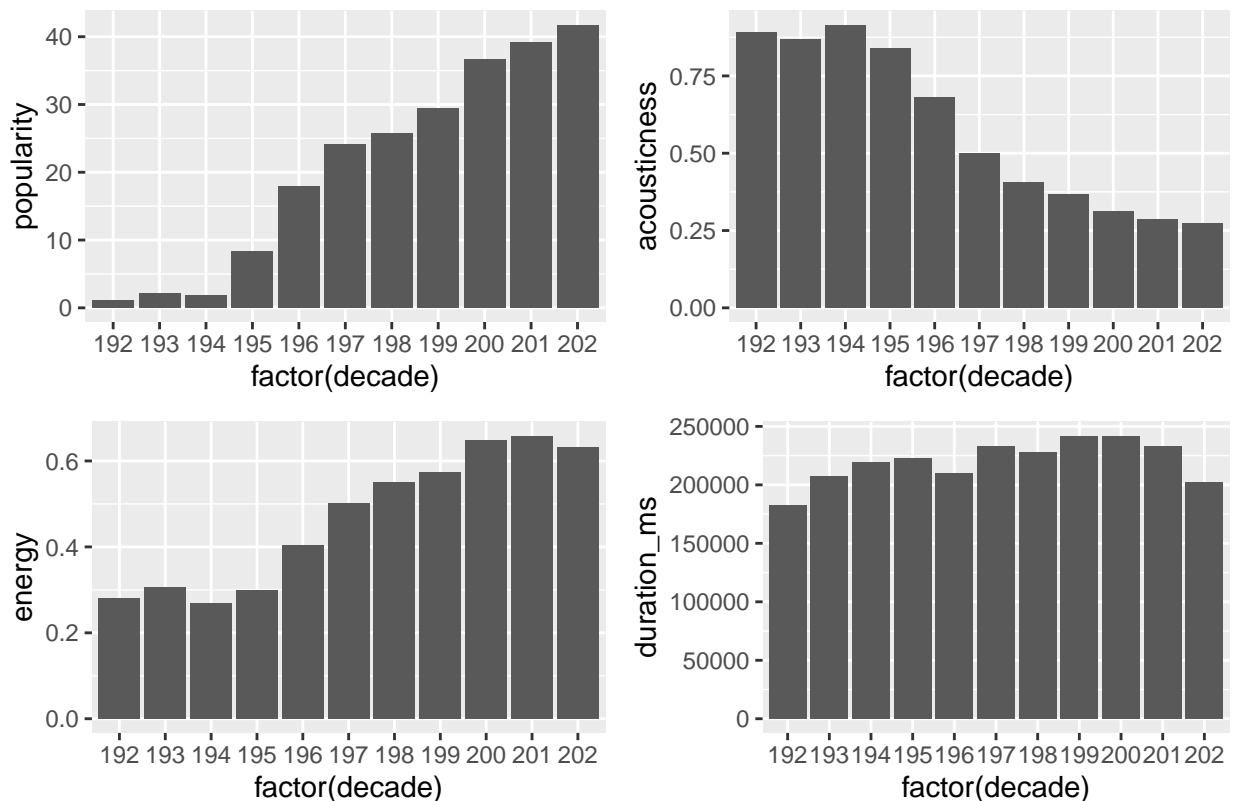 popularity
40
30
20
10
0
192 193 194 195 196 197 198 199 200 201 202
factor(decade)
acousticness
0.75
0.50
0.25
0.00
192 193 194 195 196 197 198 199 200 201 202
factor(decade)
energy
0.6
0.4
0.2
0.0
192 193 194 195 196 197 198 199 200 201 202
factor(decade)
duration_ms
250000
200000
150000
100000
50000
0
192 193 194 195 196 197 198 199 200 201 202
factor(decade)